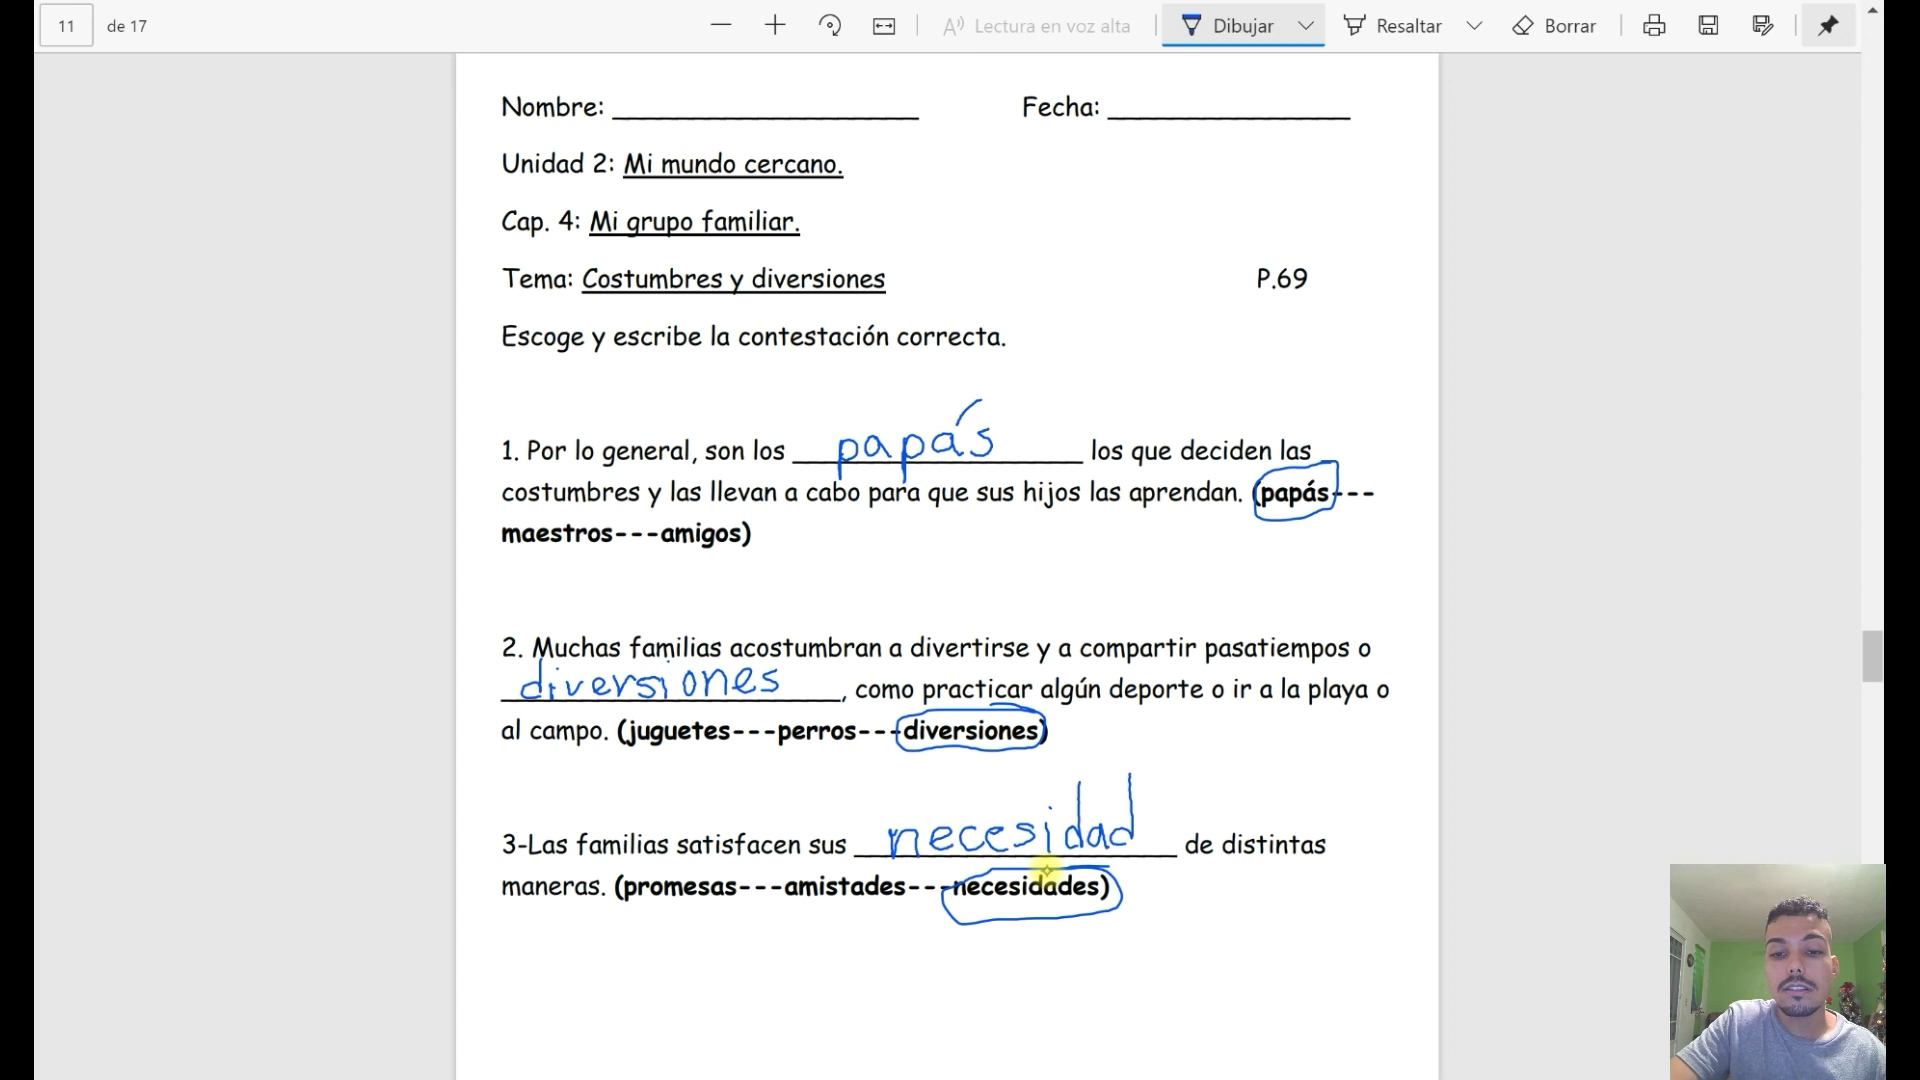 11 de 17 Lectura en voz alta Dibujar Resaltar Borrar
Nombre: ____________________ Fecha: ________________
Unidad 2: Mi mundo cercano.
Cap. 4: Mi grupo familiar.
Tema: Costumbres y diversiones P.69
Escoge y escribe la contestación correcta.
1. Por lo general, son los papás los que deciden las
costumbres y las llevan a cabo para que sus hijos las aprendan. (papás---
maestros---amigos)
2. Muchas familias acostumbran a divertirse y a compartir pasatiempos o
diversiones, como practicar algún deporte o ir a la playa o
al campo. (juguetes---perros---diversiones)
3-Las familias satisfacen sus necesidad de distintas
maneras. (promesas---amistades---necesidades)